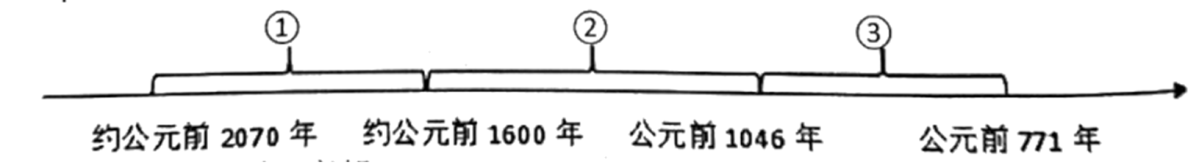 ① ② ③
约公元前 2070 年 约公元前 1600 年 公元前 1046 年 公元前 771 年